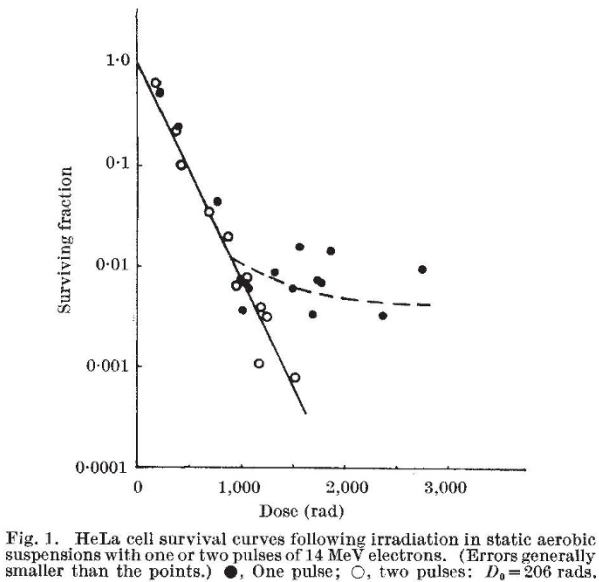 1·0
0·1
0·01
0·001
0·0001
Surviving fraction
0 1,000 2,000 3,000
Dose (rad)
Fig. 1. HeLa cell survival curves following irradiation in static aerobic
suspensions with one or two pulses of 14 MeV electrons. (Errors generally
smaller than the points.) ●, One pulse; ○, two pulses: D₀ = 206 rads.